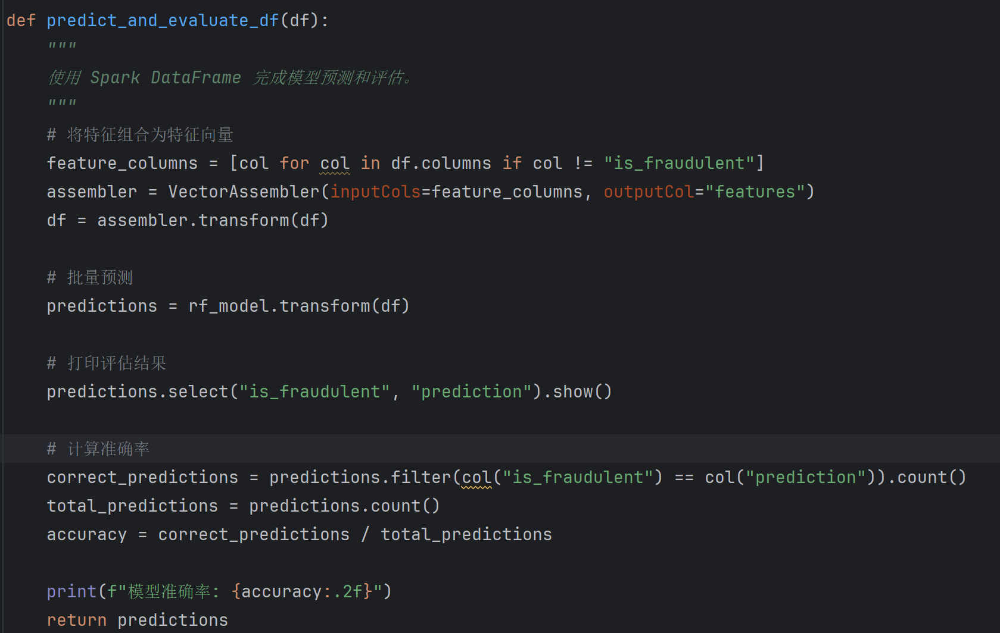 def predict_and_evaluate_df(df):
    """
    使用 Spark DataFrame 完成模型预测和评估。
    """
    # 将特征组合为特征向量
    feature_columns = [col for col in df.columns if col != "is_fraudulent"]
    assembler = VectorAssembler(inputCols=feature_columns, outputCol="features")
    df = assembler.transform(df)
    # 批量预测
    predictions = rf_model.transform(df)
    # 打印评估结果
    predictions.select("is_fraudulent", "prediction").show()
    # 计算准确率
    correct_predictions = predictions.filter(col("is_fraudulent") == col("prediction")).count()
    total_predictions = predictions.count()
    accuracy = correct_predictions / total_predictions
    print(f"模型准确率: {accuracy:.2f}")
    return predictions